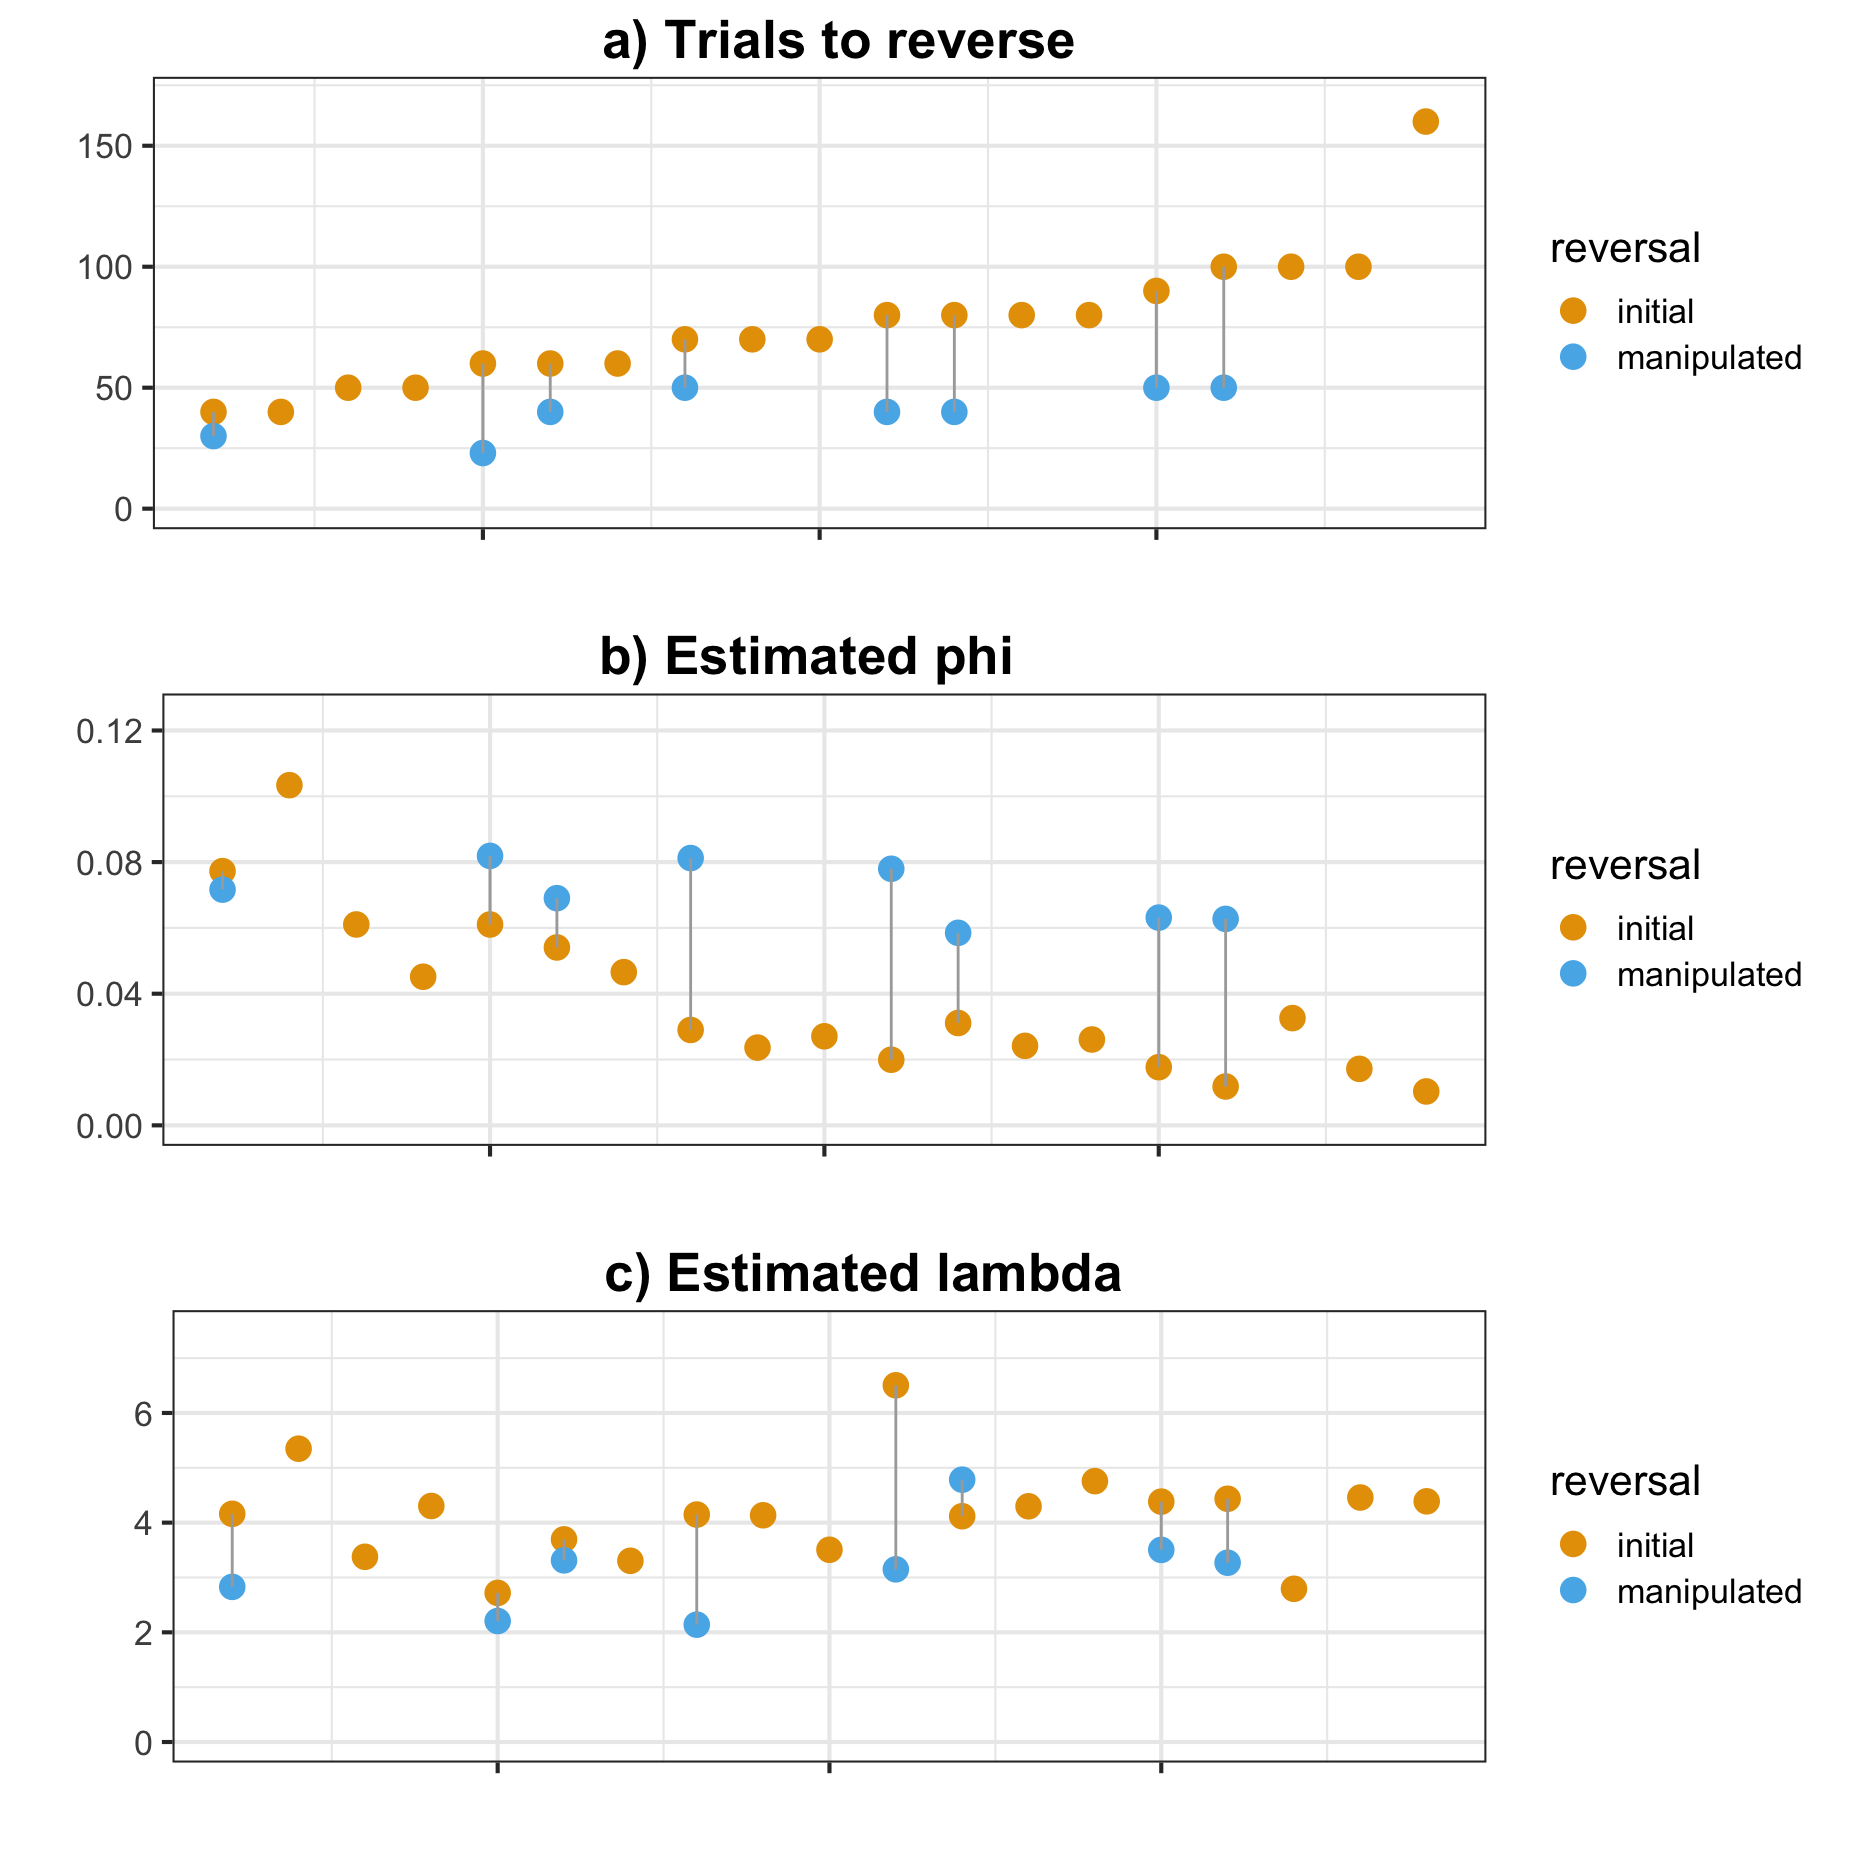 a) Trials to reverse
150
100
50
0
reversal
initial
manipulated
b) Estimated phi
0.12
0.08
0.04
0.00
reversal
initial
manipulated
c) Estimated lambda
6
4
2
0
reversal
initial
manipulated